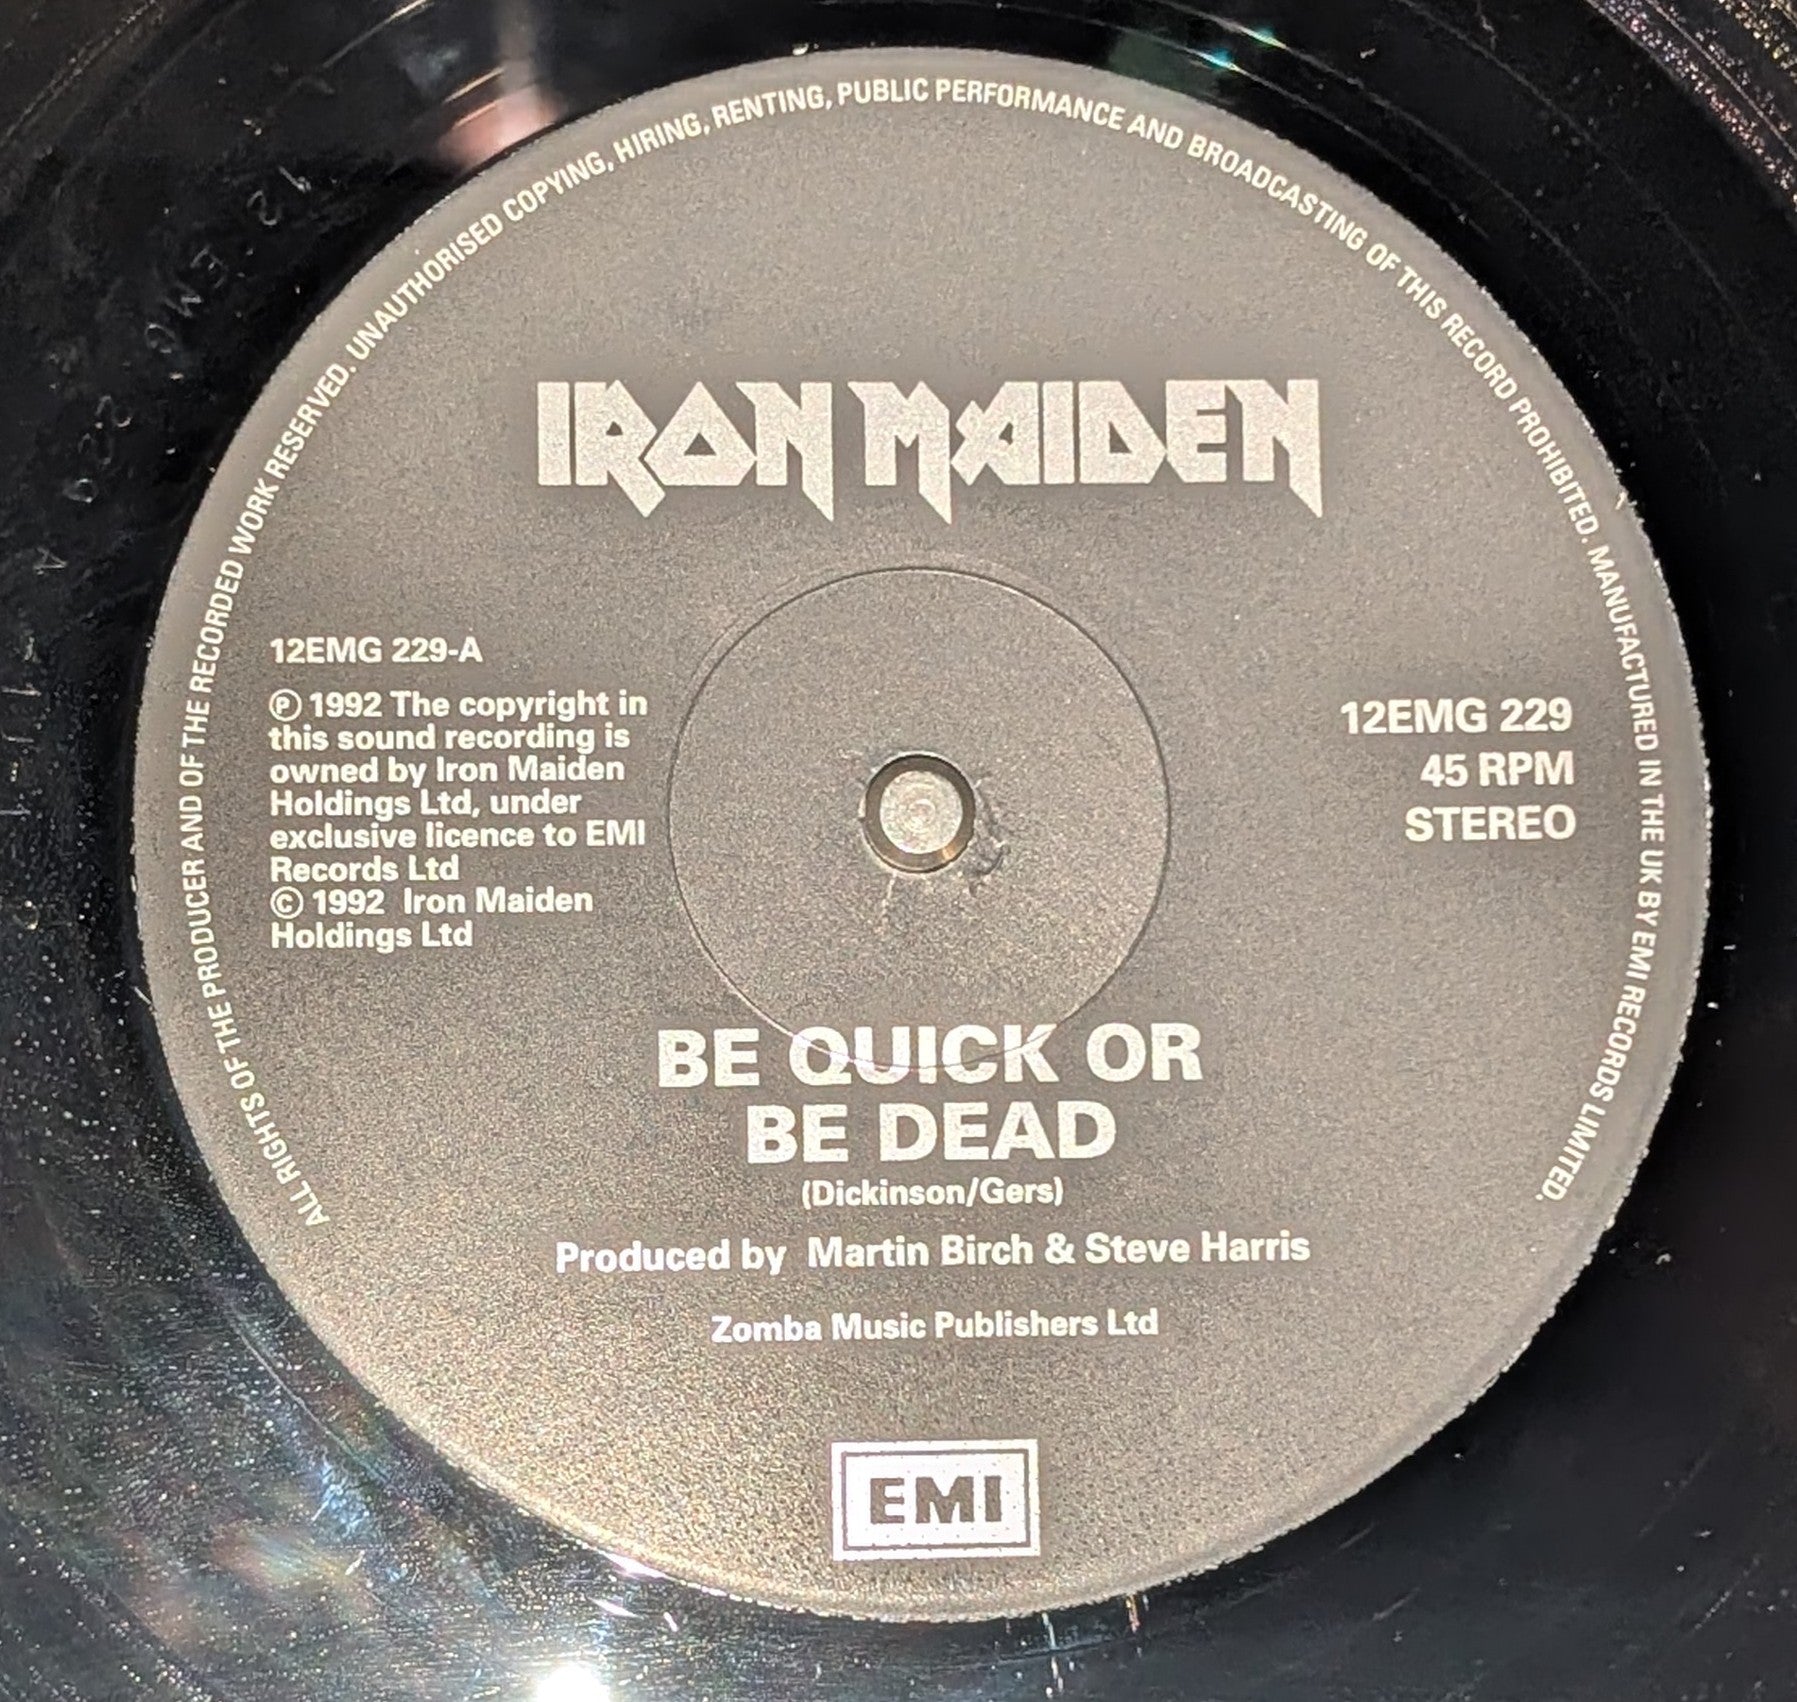 ALL RIGHTS OF THE PRODUCER AND OF THE RECORDED WORK RESERVED. UNAUTHORISED COPYING, HIRING, RENTING, PUBLIC PERFORMANCE AND BROADCASTING OF THIS RECORD PROHIBITED. MANUFACTURED IN THE UK BY EMI RECORDS LIMITED.
IRON MAIDEN
12EMG 229-A
℗ 1992 The copyright in
this sound recording is
owned by Iron Maiden
Holdings Ltd, under
exclusive licence to EMI
Records Ltd
© 1992 Iron Maiden
Holdings Ltd
12EMG 229
45 RPM
STEREO
BE QUICK OR
BE DEAD
(Dickinson/Gers)
Produced by Martin Birch & Steve Harris
Zomba Music Publishers Ltd
EMI